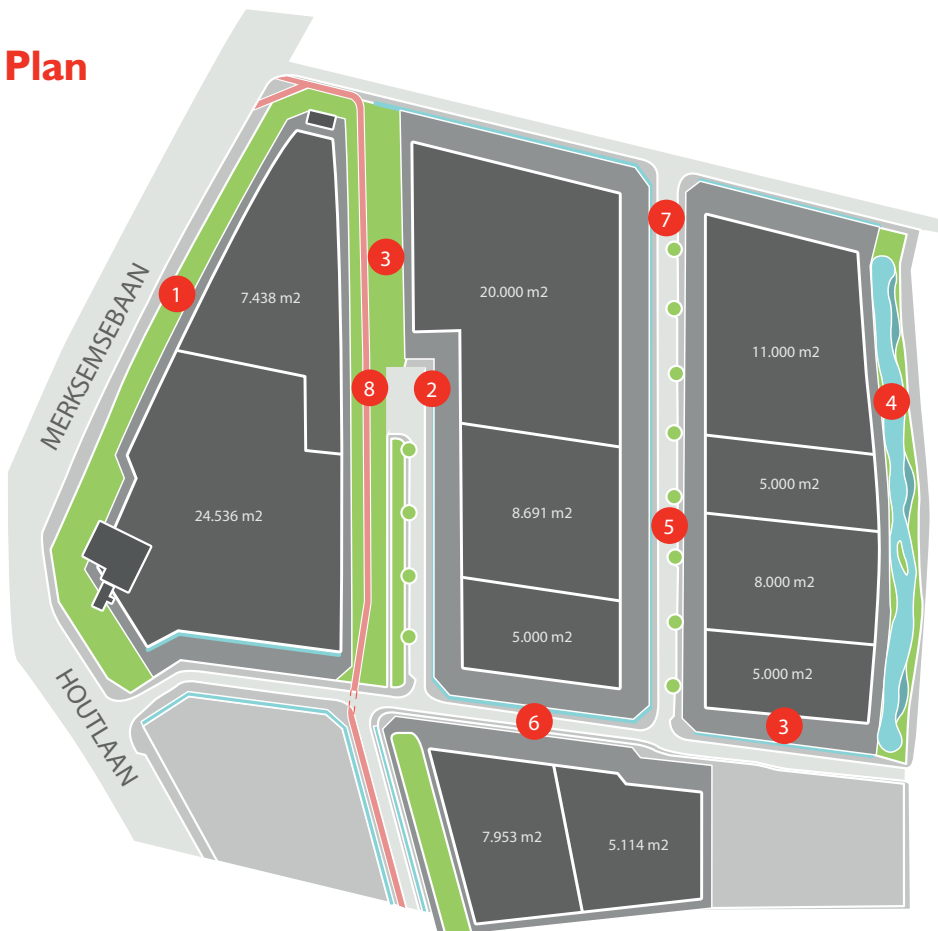 Plan
MERKSEMSEBAAN
HOUTLAAN
1
7.438 m2
24.536 m2
3
8
2
20.000 m2
8.691 m2
5.000 m2
7
5
6
11.000 m2
5.000 m2
8.000 m2
5.000 m2
4
3
7.953 m2
5.114 m2